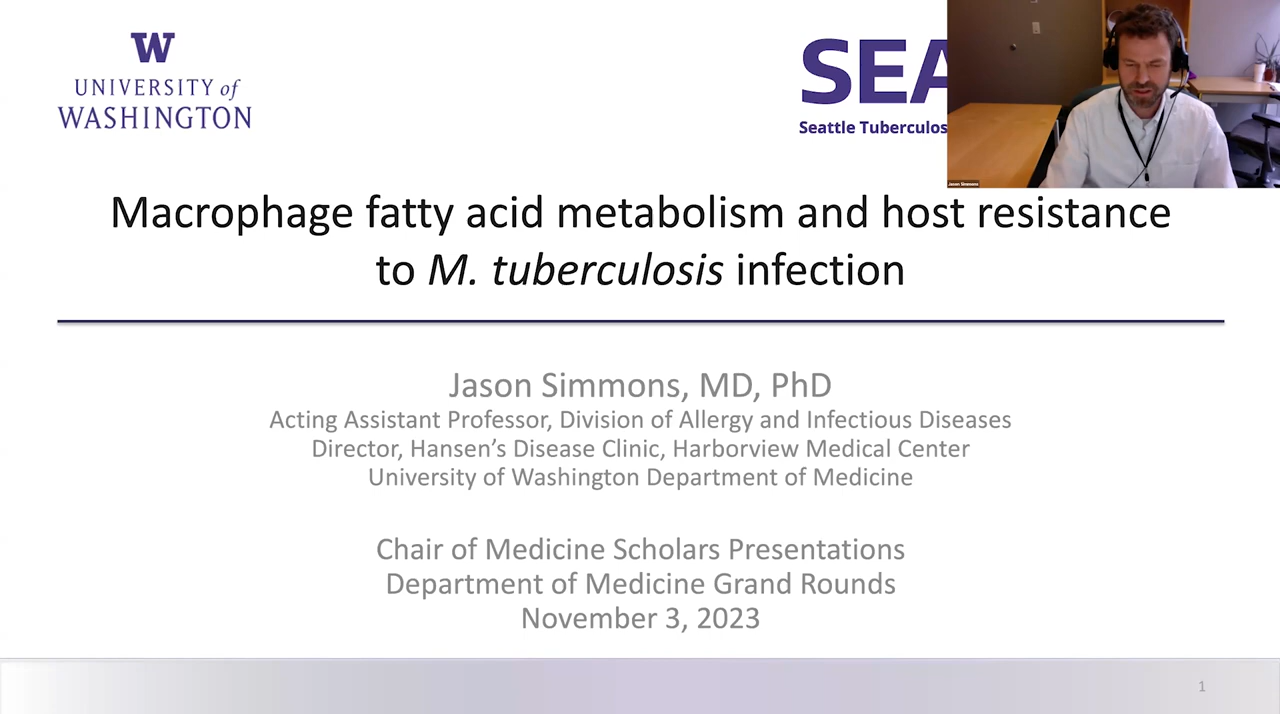 W
UNIVERSITY of
WASHINGTON
SEA
Seattle Tuberculos
Jason Simmons
Macrophage fatty acid metabolism and host resistance
to M. tuberculosis infection
Jason Simmons, MD, PhD
Acting Assistant Professor, Division of Allergy and Infectious Diseases
Director, Hansen’s Disease Clinic, Harborview Medical Center
University of Washington Department of Medicine
Chair of Medicine Scholars Presentations
Department of Medicine Grand Rounds
November 3, 2023
1